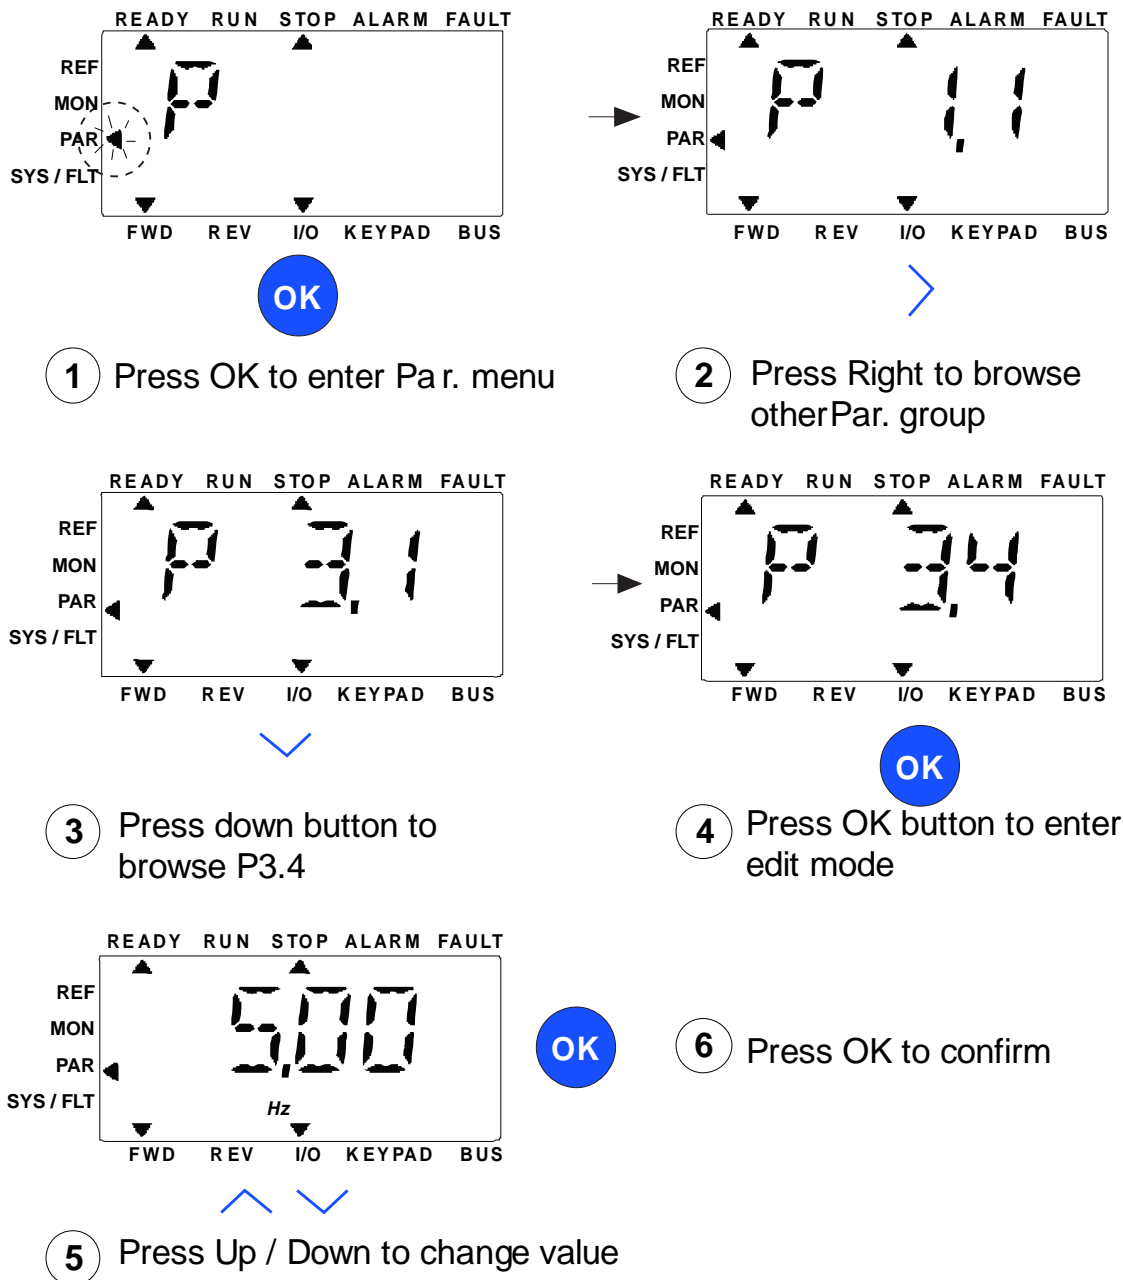 READY RUN STOP ALARM FAULT
REF
MON
PAR
SYS / FLT
P
FWD REV I/O KEYPAD BUS
OK
1 Press OK to enter Par. menu
READY RUN STOP ALARM FAULT
REF
MON
PAR
SYS / FLT
P 1.1
FWD REV I/O KEYPAD BUS
2 Press Right to browse
otherPar. group
READY RUN STOP ALARM FAULT
REF
MON
PAR
SYS / FLT
P 3.1
FWD REV I/O KEYPAD BUS
3 Press down button to
browse P3.4
READY RUN STOP ALARM FAULT
REF
MON
PAR
SYS / FLT
P 3.4
FWD REV I/O KEYPAD BUS
OK
4 Press OK button to enter
edit mode
READY RUN STOP ALARM FAULT
REF
MON
PAR
SYS / FLT
5.00
Hz
FWD REV I/O KEYPAD BUS
OK
5 Press Up / Down to change value
6 Press OK to confirm